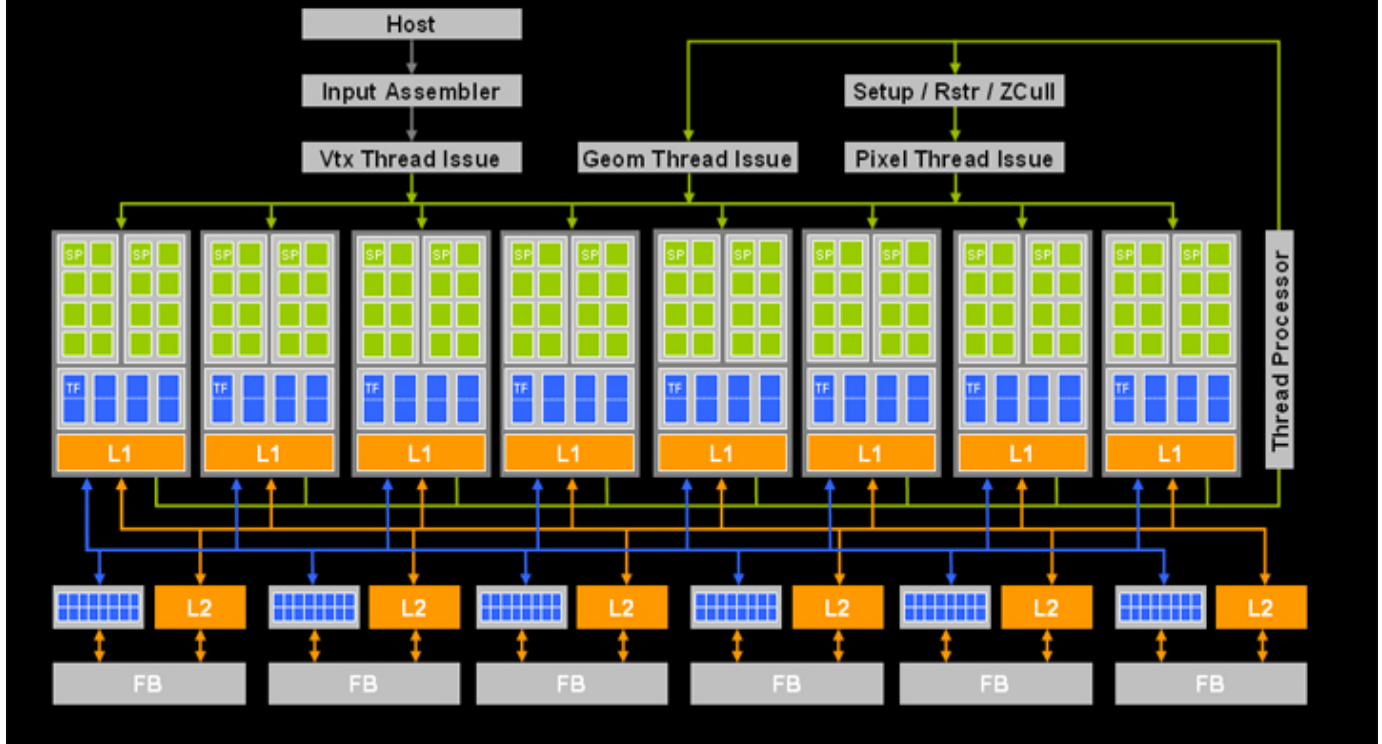 Host
Input Assembler
Setup / Rstr / ZCull
Vtx Thread Issue
Geom Thread Issue
Pixel Thread Issue
SP SP SP SP SP SP SP SP SP SP SP SP SP SP SP SP
Thread Processor
TF TF TF TF TF TF TF TF
L1 L1 L1 L1 L1 L1 L1 L1
L2 L2 L2 L2 L2 L2
FB FB FB FB FB FB